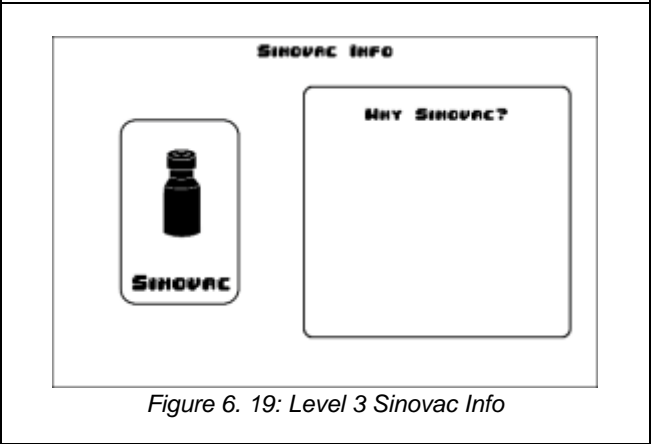 Sinovac Info
Why Sinovac?
Sinovac
Figure 6. 19: Level 3 Sinovac Info